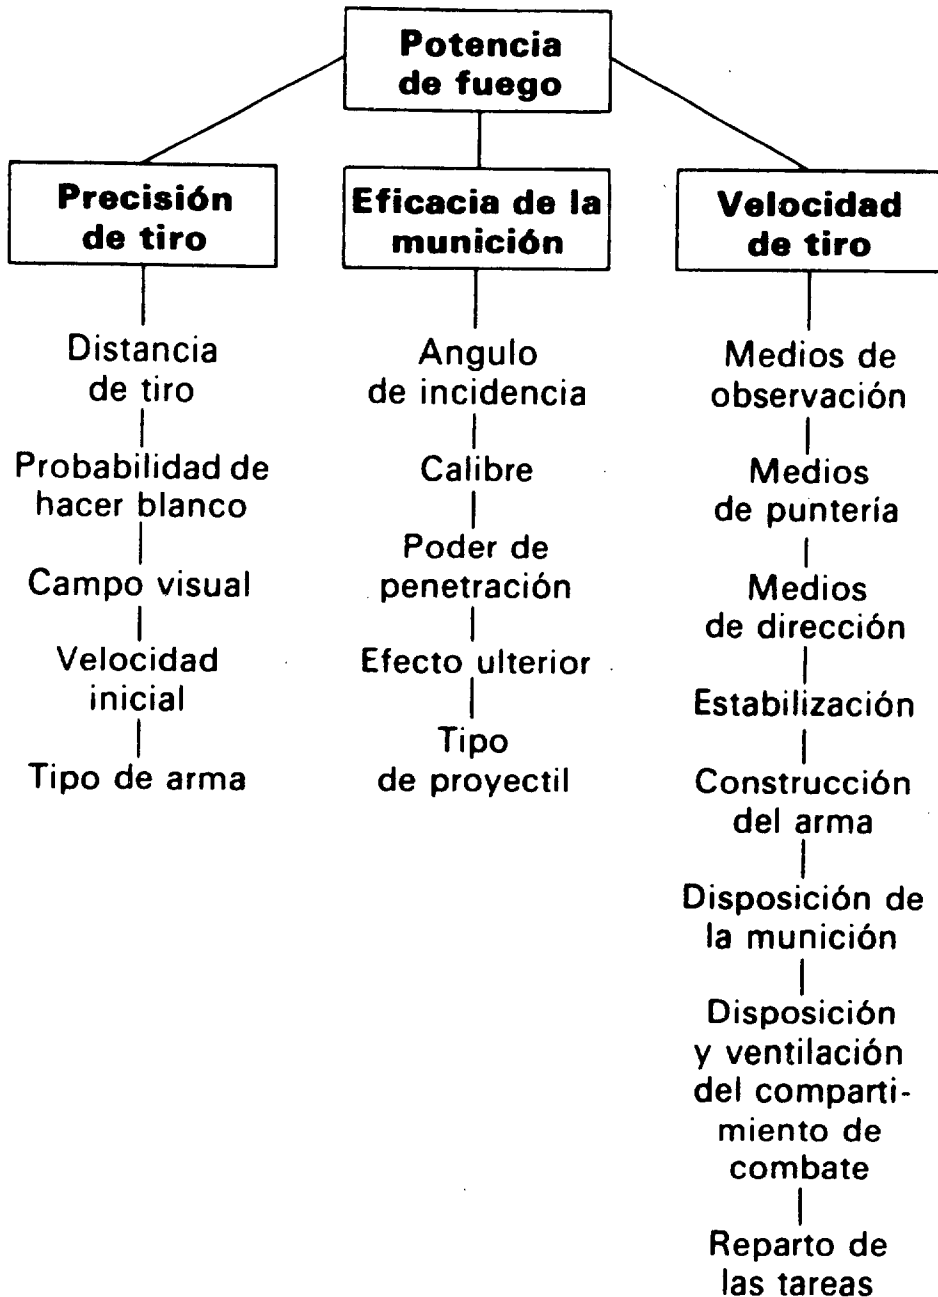 Potencia
de fuego
Precisión
de tiro
Distancia
de tiro
Probabilidad de
hacer blanco
Campo visual
Velocidad
inicial
Tipo de arma
Eficacia de la
munición
Angulo
de incidencia
Calibre
Poder de
penetración
Efecto ulterior
Tipo
de proyectil
Velocidad
de tiro
Medios de
observación
Medios
de puntería
Medios
de dirección
Estabilización
Construcción
del arma
Disposición de
la munición
Disposición
y ventilación
del comparti-
miento de
combate
Reparto de
las tareas